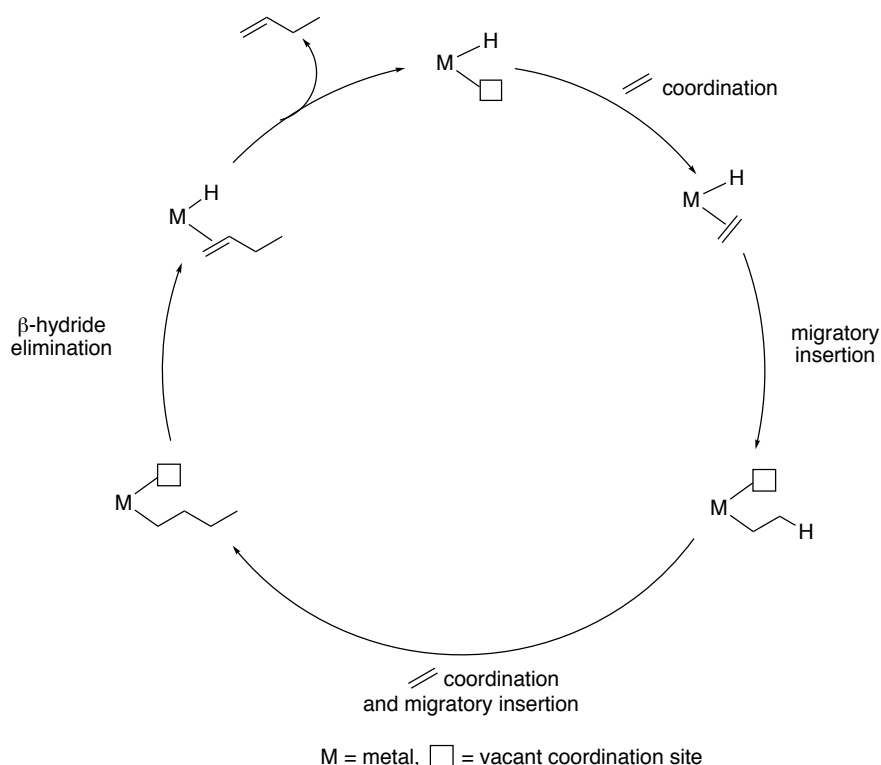 M
H
coordination
M
H
migratory
insertion
M
H
coordination
and migratory insertion
M
β-hydride
elimination
M
H
M = metal, = vacant coordination site